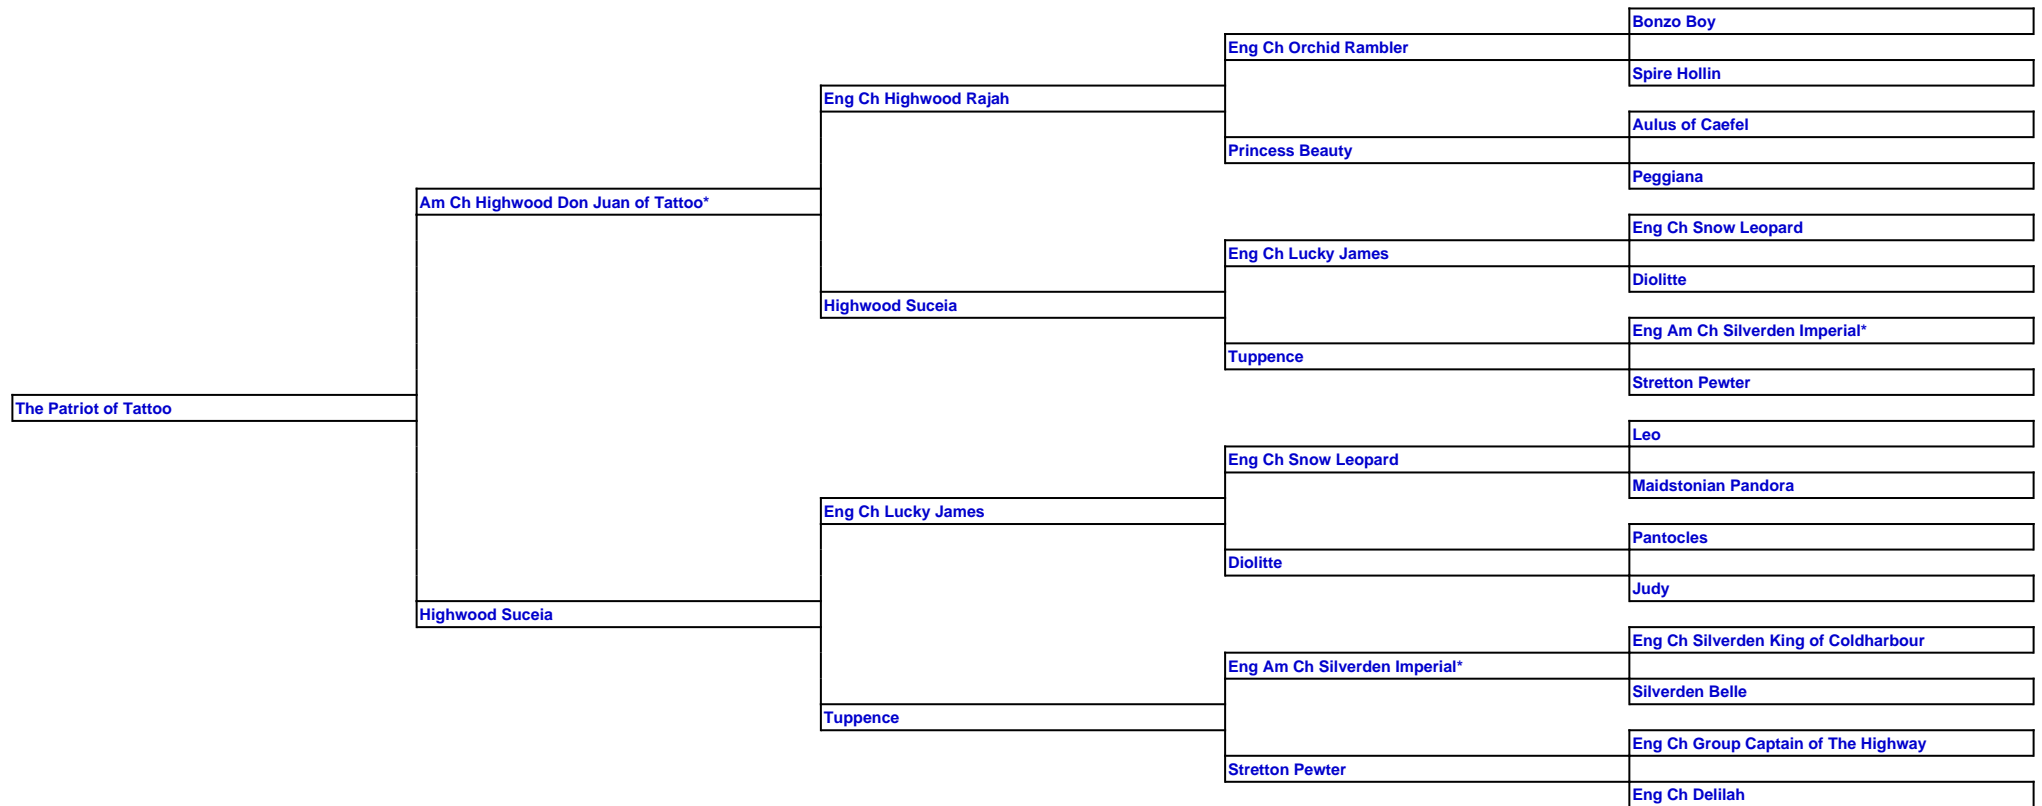 Bonzo Boy
Eng Ch Orchid Rambler
Spire Hollin
Eng Ch Highwood Rajah
Aulus of Caefel
Princess Beauty
Peggiana
Am Ch Highwood Don Juan of Tattoo*
Eng Ch Snow Leopard
Eng Ch Lucky James
Diolitte
Highwood Suceia
Eng Am Ch Silverden Imperial*
Tuppence
Stretton Pewter
The Patriot of Tattoo
Leo
Eng Ch Snow Leopard
Maidstonian Pandora
Eng Ch Lucky James
Pantocles
Diolitte
Judy
Highwood Suceia
Eng Ch Silverden King of Coldharbour
Eng Am Ch Silverden Imperial*
Silverden Belle
Tuppence
Eng Ch Group Captain of The Highway
Stretton Pewter
Eng Ch Delilah